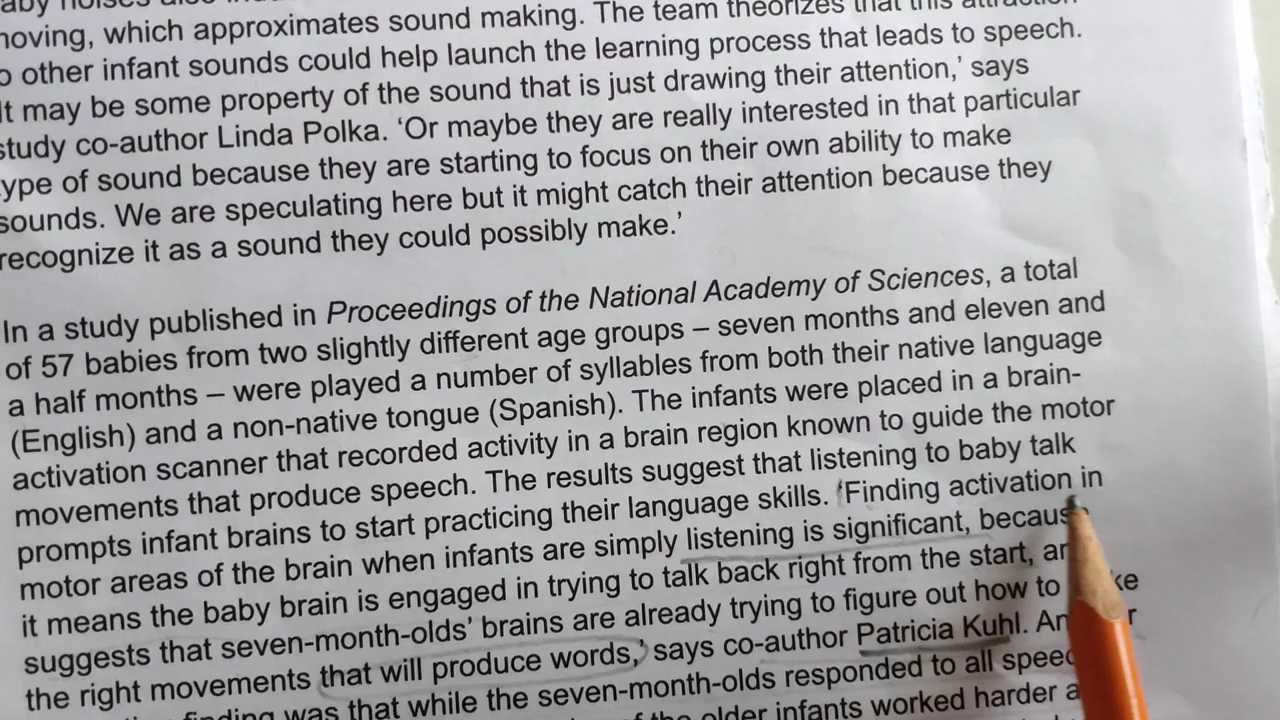 moving, which approximates sound making. The team theorizes that this
o other infant sounds could help launch the learning process that leads to speech.
It may be some property of the sound that is just drawing their attention,’ says
study co-author Linda Polka. ‘Or maybe they are really interested in that particular
type of sound because they are starting to focus on their own ability to make
sounds. We are speculating here but it might catch their attention because they
recognize it as a sound they could possibly make.’
In a study published in Proceedings of the National Academy of Sciences, a total
of 57 babies from two slightly different age groups – seven months and eleven and
a half months – were played a number of syllables from both their native language
(English) and a non-native tongue (Spanish). The infants were placed in a brain-
activation scanner that recorded activity in a brain region known to guide the motor
movements that produce speech. The results suggest that listening to baby talk
prompts infant brains to start practicing their language skills. ‘Finding activation in
motor areas of the brain when infants are simply listening is significant, because
it means the baby brain is engaged in trying to talk back right from the start,
suggests that seven-month-olds’ brains are already trying to figure out how to
the right movements that will produce words,’ says co-author Patricia Kuhl.
finding was that while the seven-month-olds responded to all
older infants worked harder